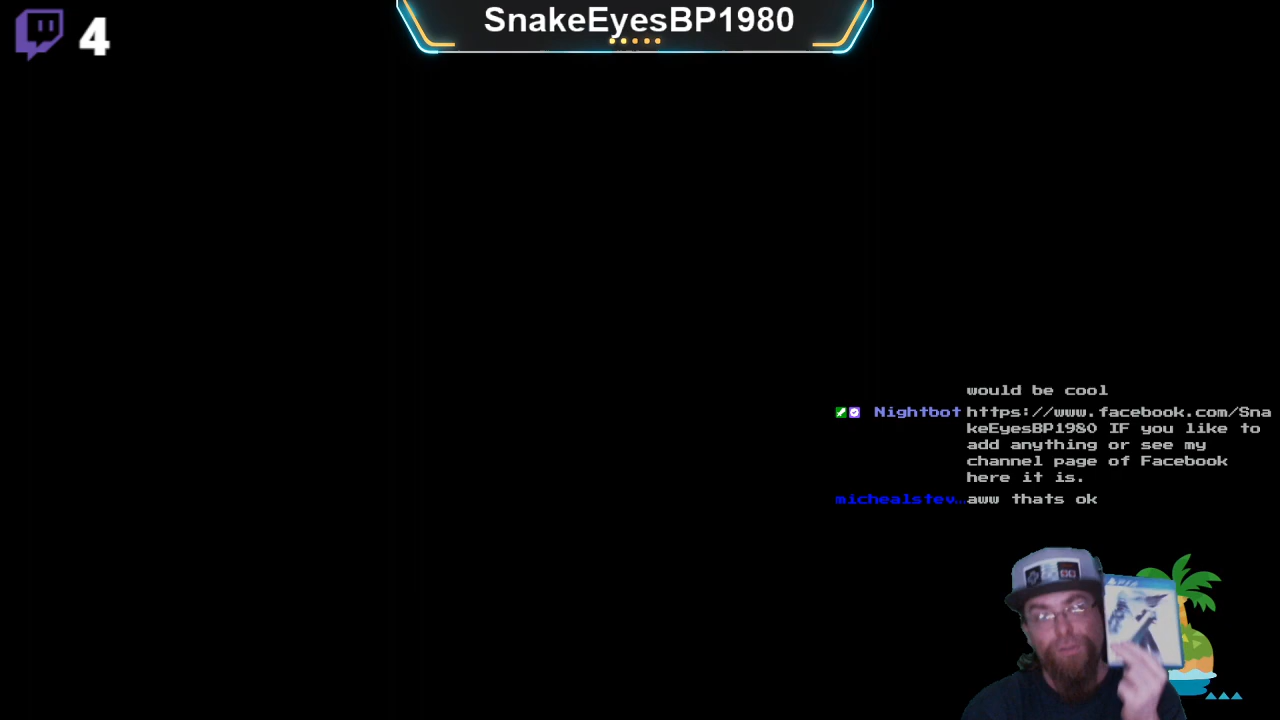 4
SnakeEyesBP1980
would be cool
Nightbot https://www.facebook.com/Sna
keEyesBP1980 IF you like to
add anything or see my
channel page of Facebook
here it is.
michealstev… aww thats ok